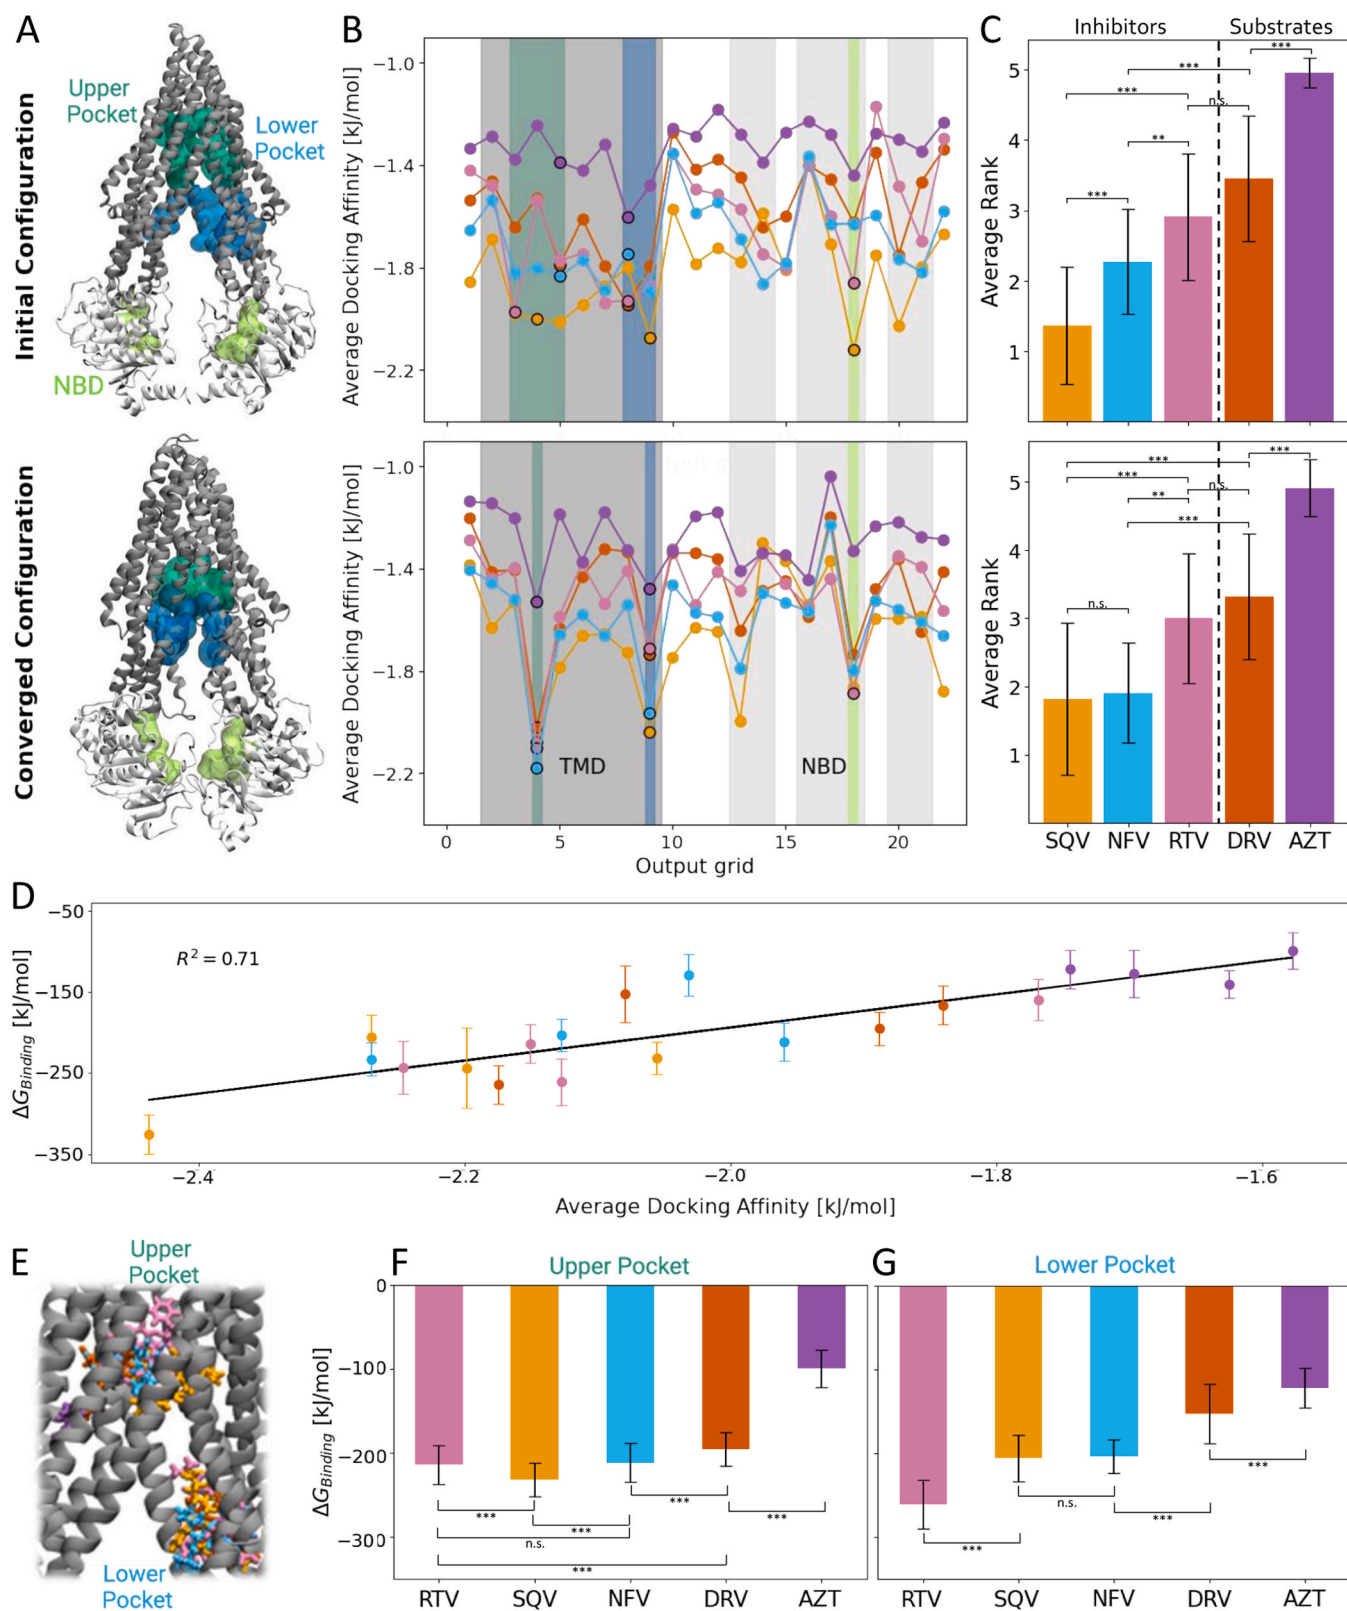 A
Initial Configuration
Upper
Pocket
Lower
Pocket
NBD
Converged Configuration
B
Average Docking Affinity [kJ/mol]
−1.0
−1.4
−1.8
−2.2
Average Docking Affinity [kJ/mol]
−1.0
−1.4
−1.8
−2.2
TMD
NBD
0
5
10
15
20
Output grid
C
Inhibitors
Substrates
Average Rank
5
4
3
2
1
***
***
***
n.s.
**
***
Average Rank
5
4
3
2
1
***
***
***
n.s.
**
***
n.s.
SQV
NFV
RTV
DRV
AZT
D
ΔG_Binding [kJ/mol]
−50
−150
−250
−350
R² = 0.71
−2.4
−2.2
−2.0
−1.8
−1.6
Average Docking Affinity [kJ/mol]
E
Upper
Pocket
Lower
Pocket
F
Upper Pocket
ΔG_Binding [kJ/mol]
0
−100
−200
−300
***
***
***
***
n.s.
***
RTV
SQV
NFV
DRV
AZT
G
Lower Pocket
***
n.s.
***
***
RTV
SQV
NFV
DRV
AZT